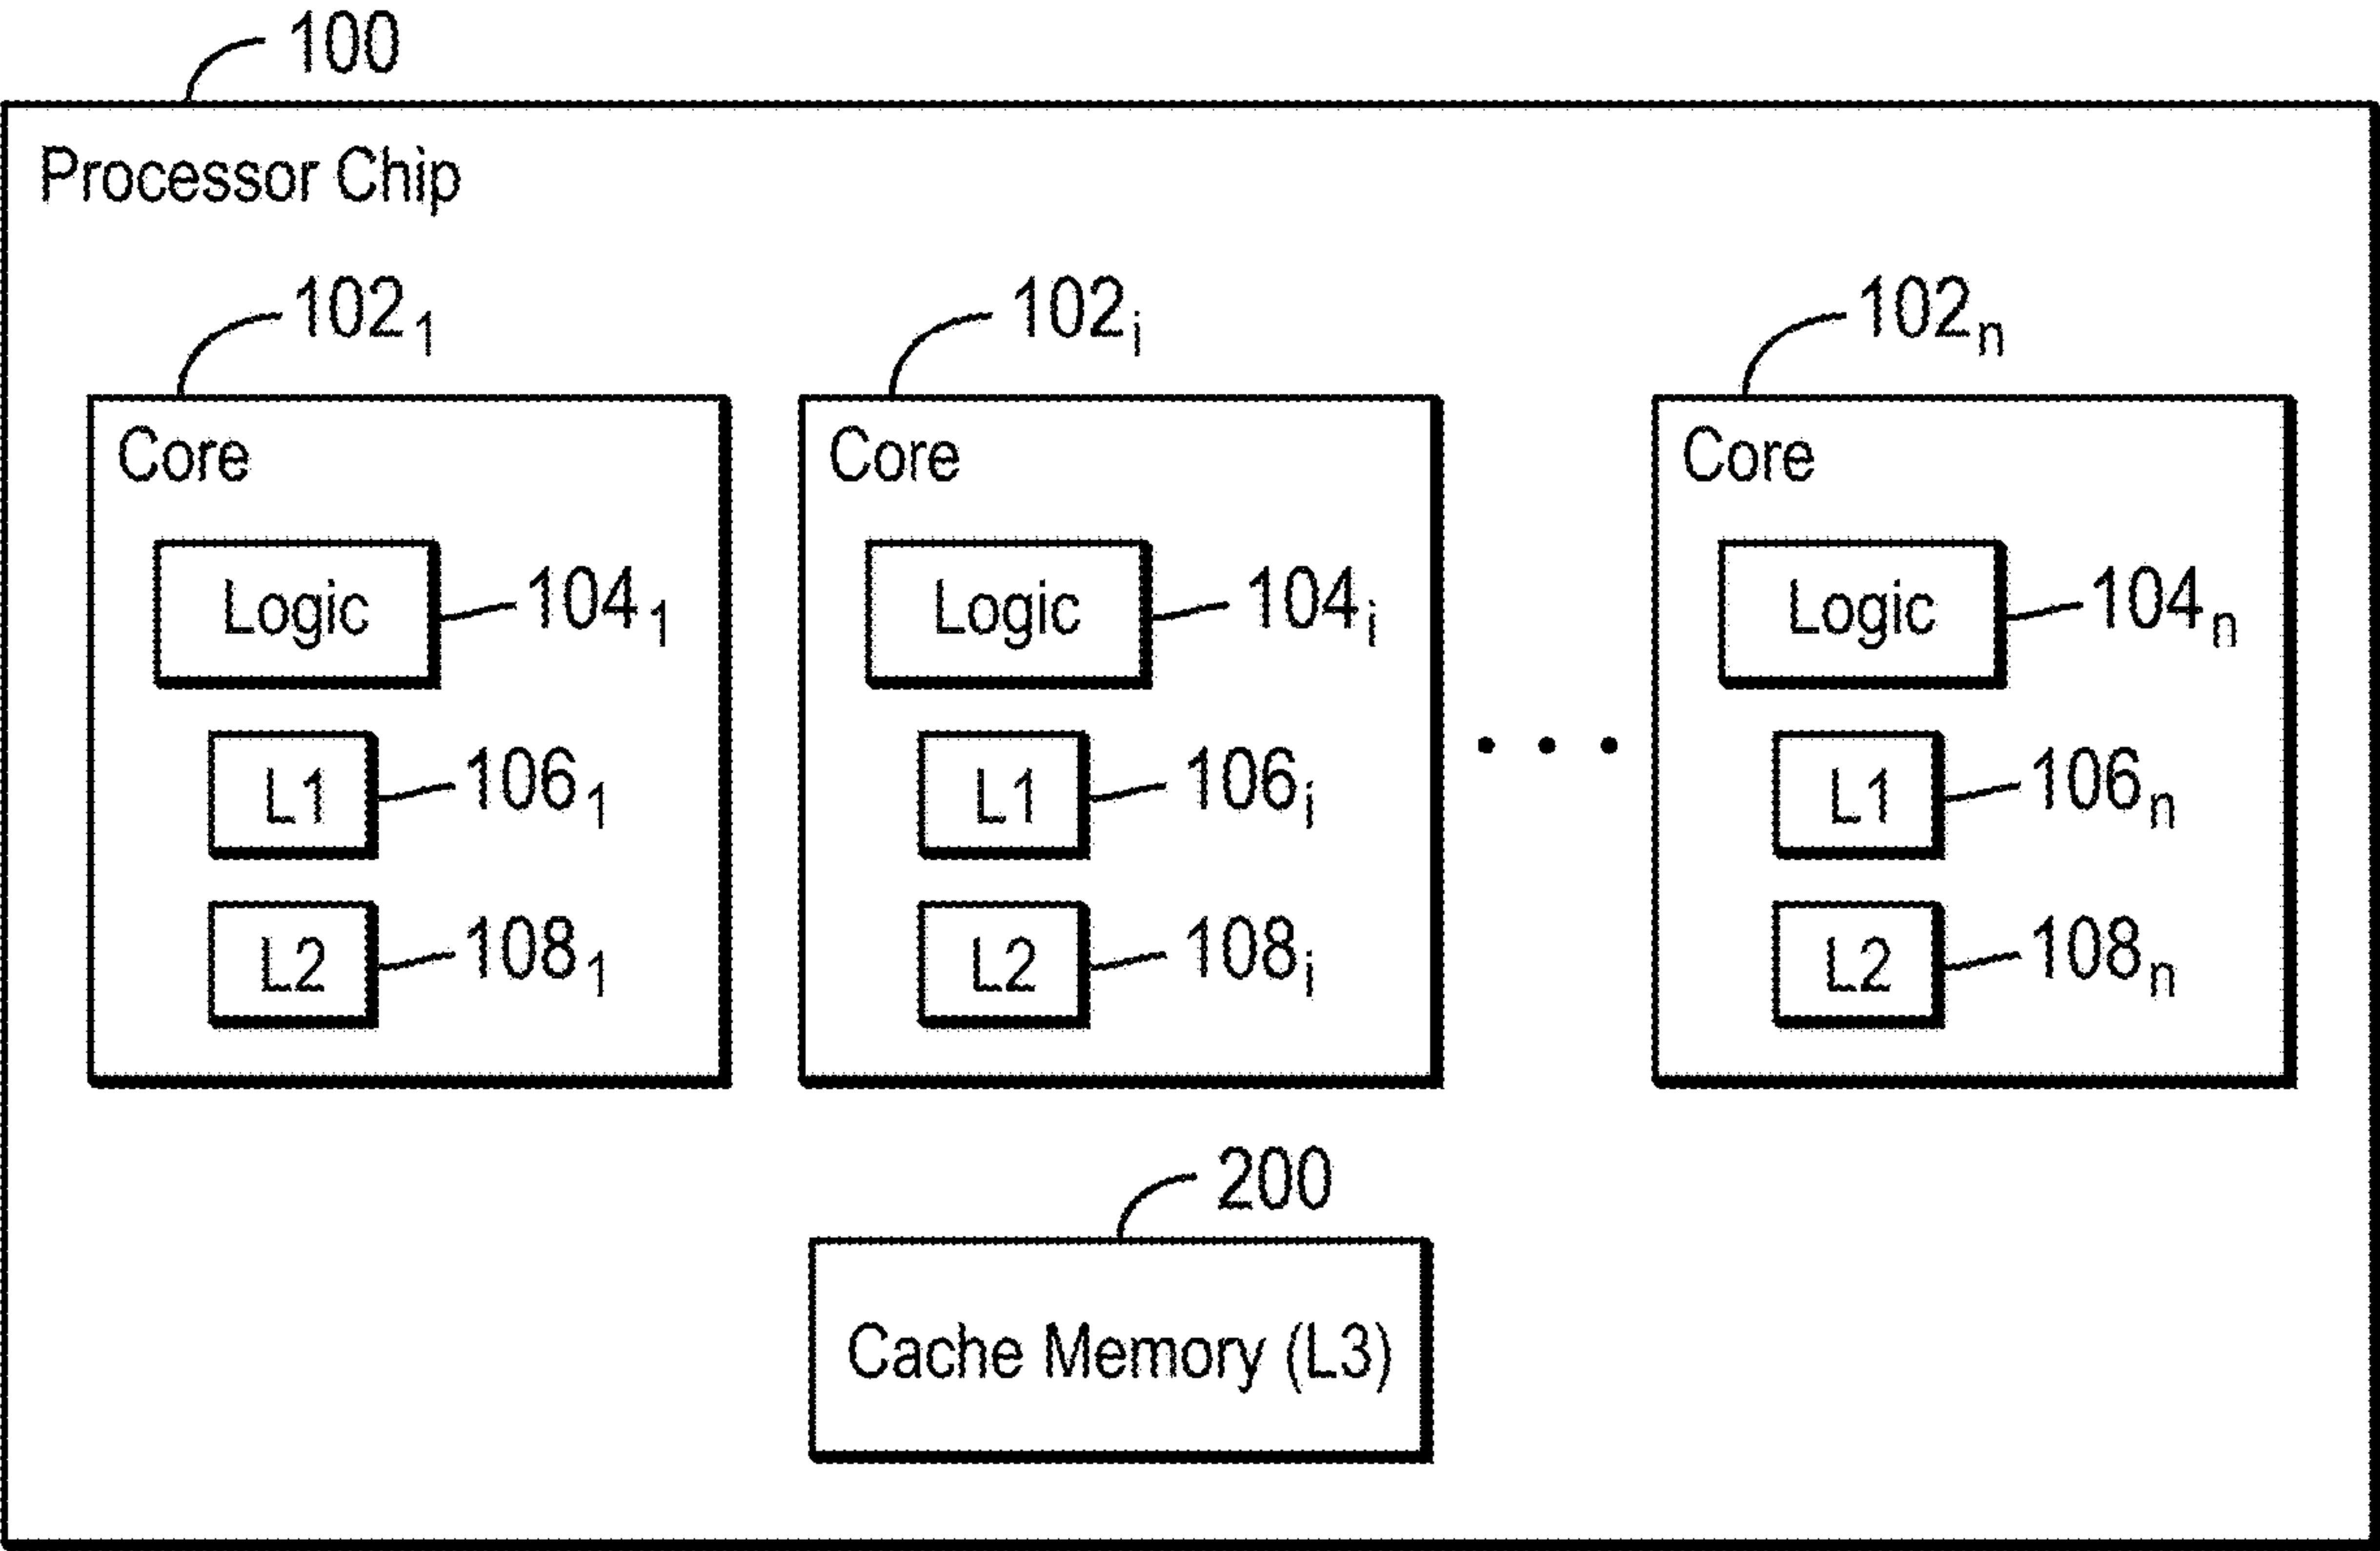 100
Processor Chip
102₁ 102ᵢ 102ₙ
Core Core Core
Logic 104₁ Logic 104ᵢ Logic 104ₙ
L1 106₁ L1 106ᵢ • • • L1 106ₙ
L2 108₁ L2 108ᵢ L2 108ₙ
200
Cache Memory (L3)